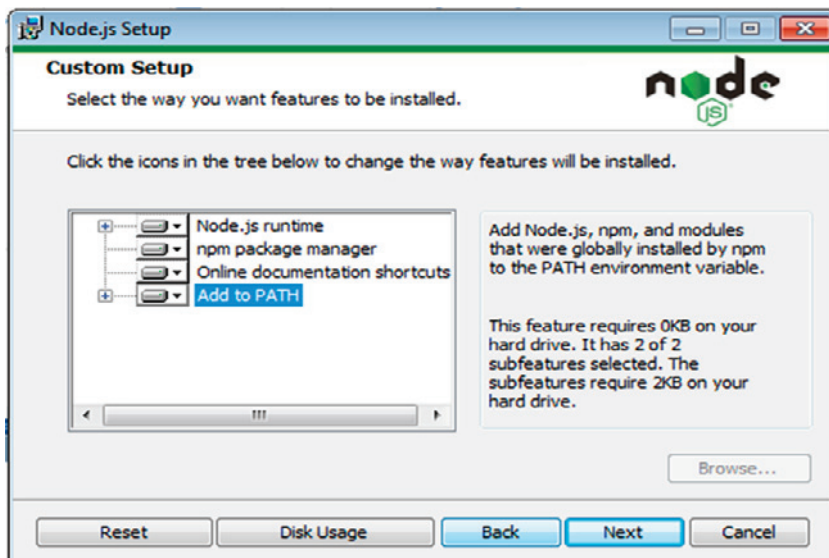 Node.js Setup
Custom Setup
Select the way you want features to be installed.
node
JS
Click the icons in the tree below to change the way features will be installed.
Node.js runtime
npm package manager
Online documentation shortcuts
Add to PATH
Add Node.js, npm, and modules
that were globally installed by npm
to the PATH environment variable.
This feature requires 0KB on your
hard drive. It has 2 of 2
subfeatures selected. The
subfeatures require 2KB on your
hard drive.
Browse...
Reset
Disk Usage
Back
Next
Cancel